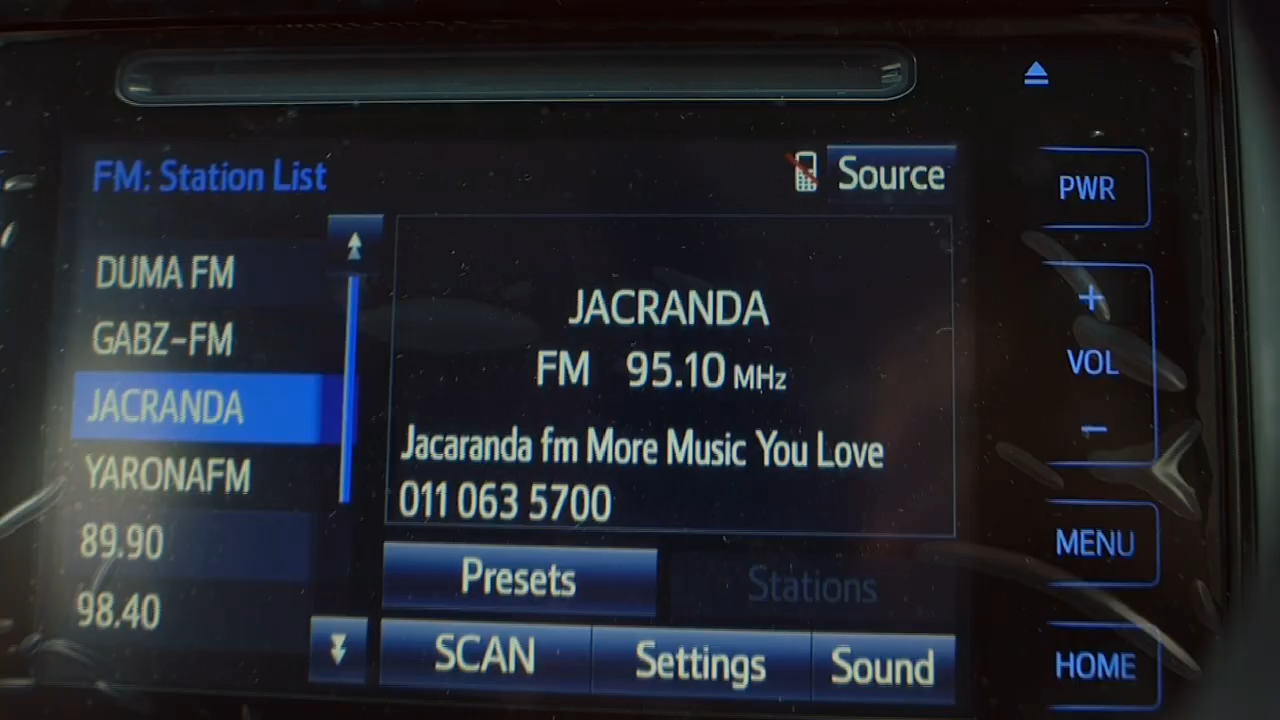 FM: Station List
Source
DUMA FM
GABZ-FM
JACRANDA
YARONAFM
89.90
98.40
JACRANDA
FM 95.10 MHz
Jacaranda fm More Music You Love
011 063 5700
Presets
Stations
SCAN
Settings
Sound
PWR
+
VOL
-
MENU
HOME